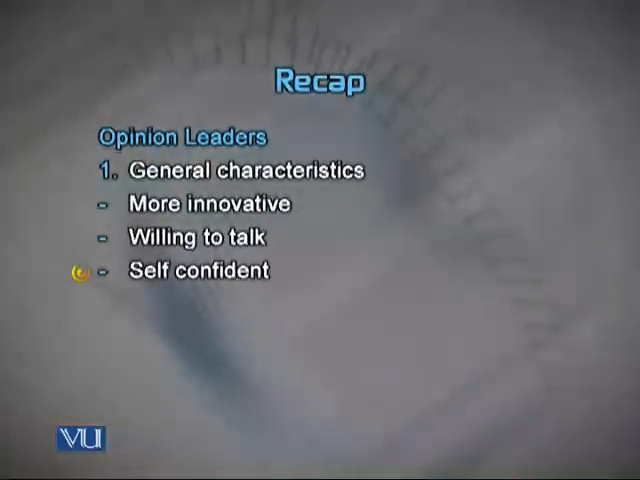 Recap
Opinion Leaders
1. General characteristics
- More innovative
- Willing to talk
- Self confident
VU